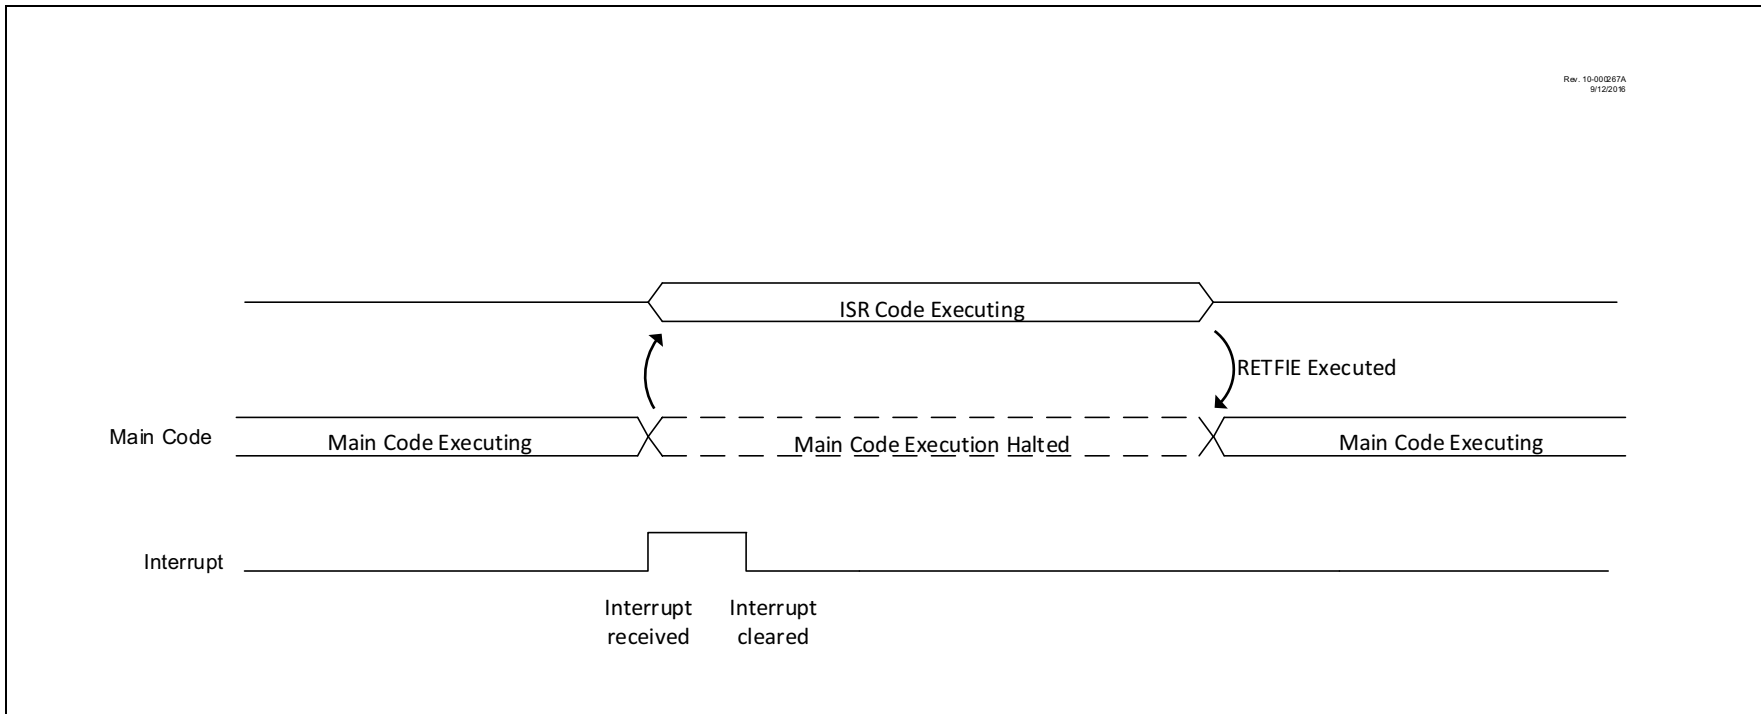 Rev. 10-000267A
9/12/2016
ISR Code Executing
RETFIE Executed
Main Code
Main Code Executing
Main Code Execution Halted
Main Code Executing
Interrupt
Interrupt
received
Interrupt
cleared